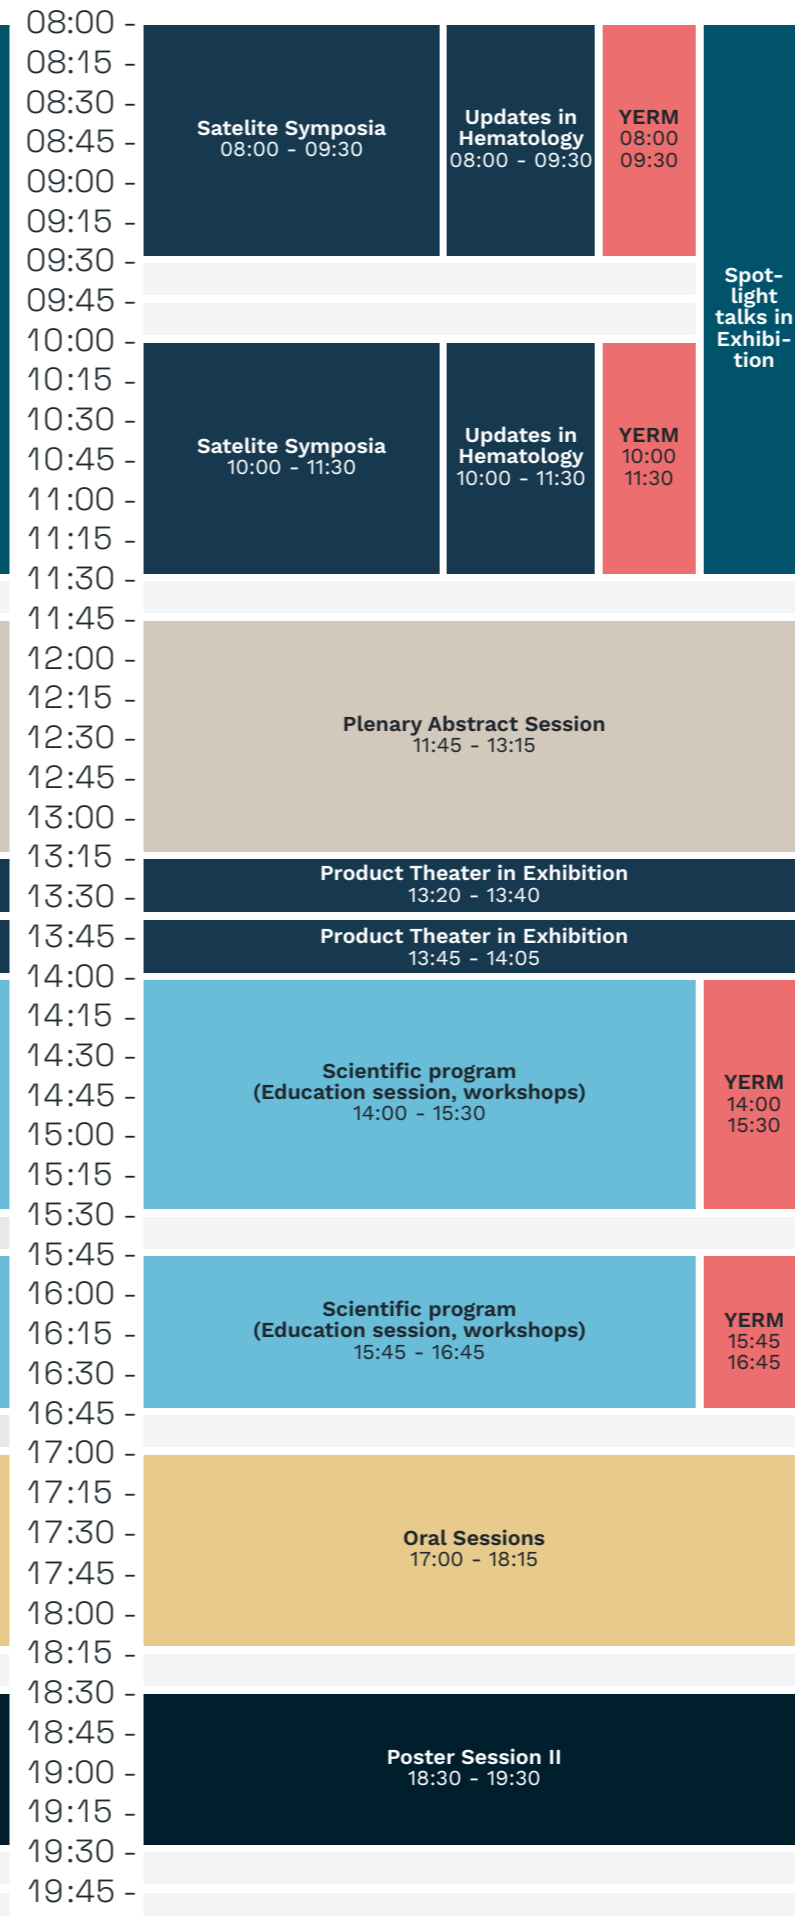 08:00 -
08:15 -
08:30 -
08:45 -
09:00 -
09:15 -
09:30 -
09:45 -
10:00 -
10:15 -
10:30 -
10:45 -
11:00 -
11:15 -
11:30 -
11:45 -
12:00 -
12:15 -
12:30 -
12:45 -
13:00 -
13:15 -
13:30 -
13:45 -
14:00 -
14:15 -
14:30 -
14:45 -
15:00 -
15:15 -
15:30 -
15:45 -
16:00 -
16:15 -
16:30 -
16:45 -
17:00 -
17:15 -
17:30 -
17:45 -
18:00 -
18:15 -
18:30 -
18:45 -
19:00 -
19:15 -
19:30 -
19:45 -
Satelite Symposia
08:00 - 09:30
Updates in
Hematology
08:00 - 09:30
YERM
08:00
09:30
Spot-
light
talks in
Exhibi-
tion
Satelite Symposia
10:00 - 11:30
Updates in
Hematology
10:00 - 11:30
YERM
10:00
11:30
Plenary Abstract Session
11:45 - 13:15
Product Theater in Exhibition
13:20 - 13:40
Product Theater in Exhibition
13:45 - 14:05
Scientific program
(Education session, workshops)
14:00 - 15:30
YERM
14:00
15:30
Scientific program
(Education session, workshops)
15:45 - 16:45
YERM
15:45
16:45
Oral Sessions
17:00 - 18:15
Poster Session II
18:30 - 19:30